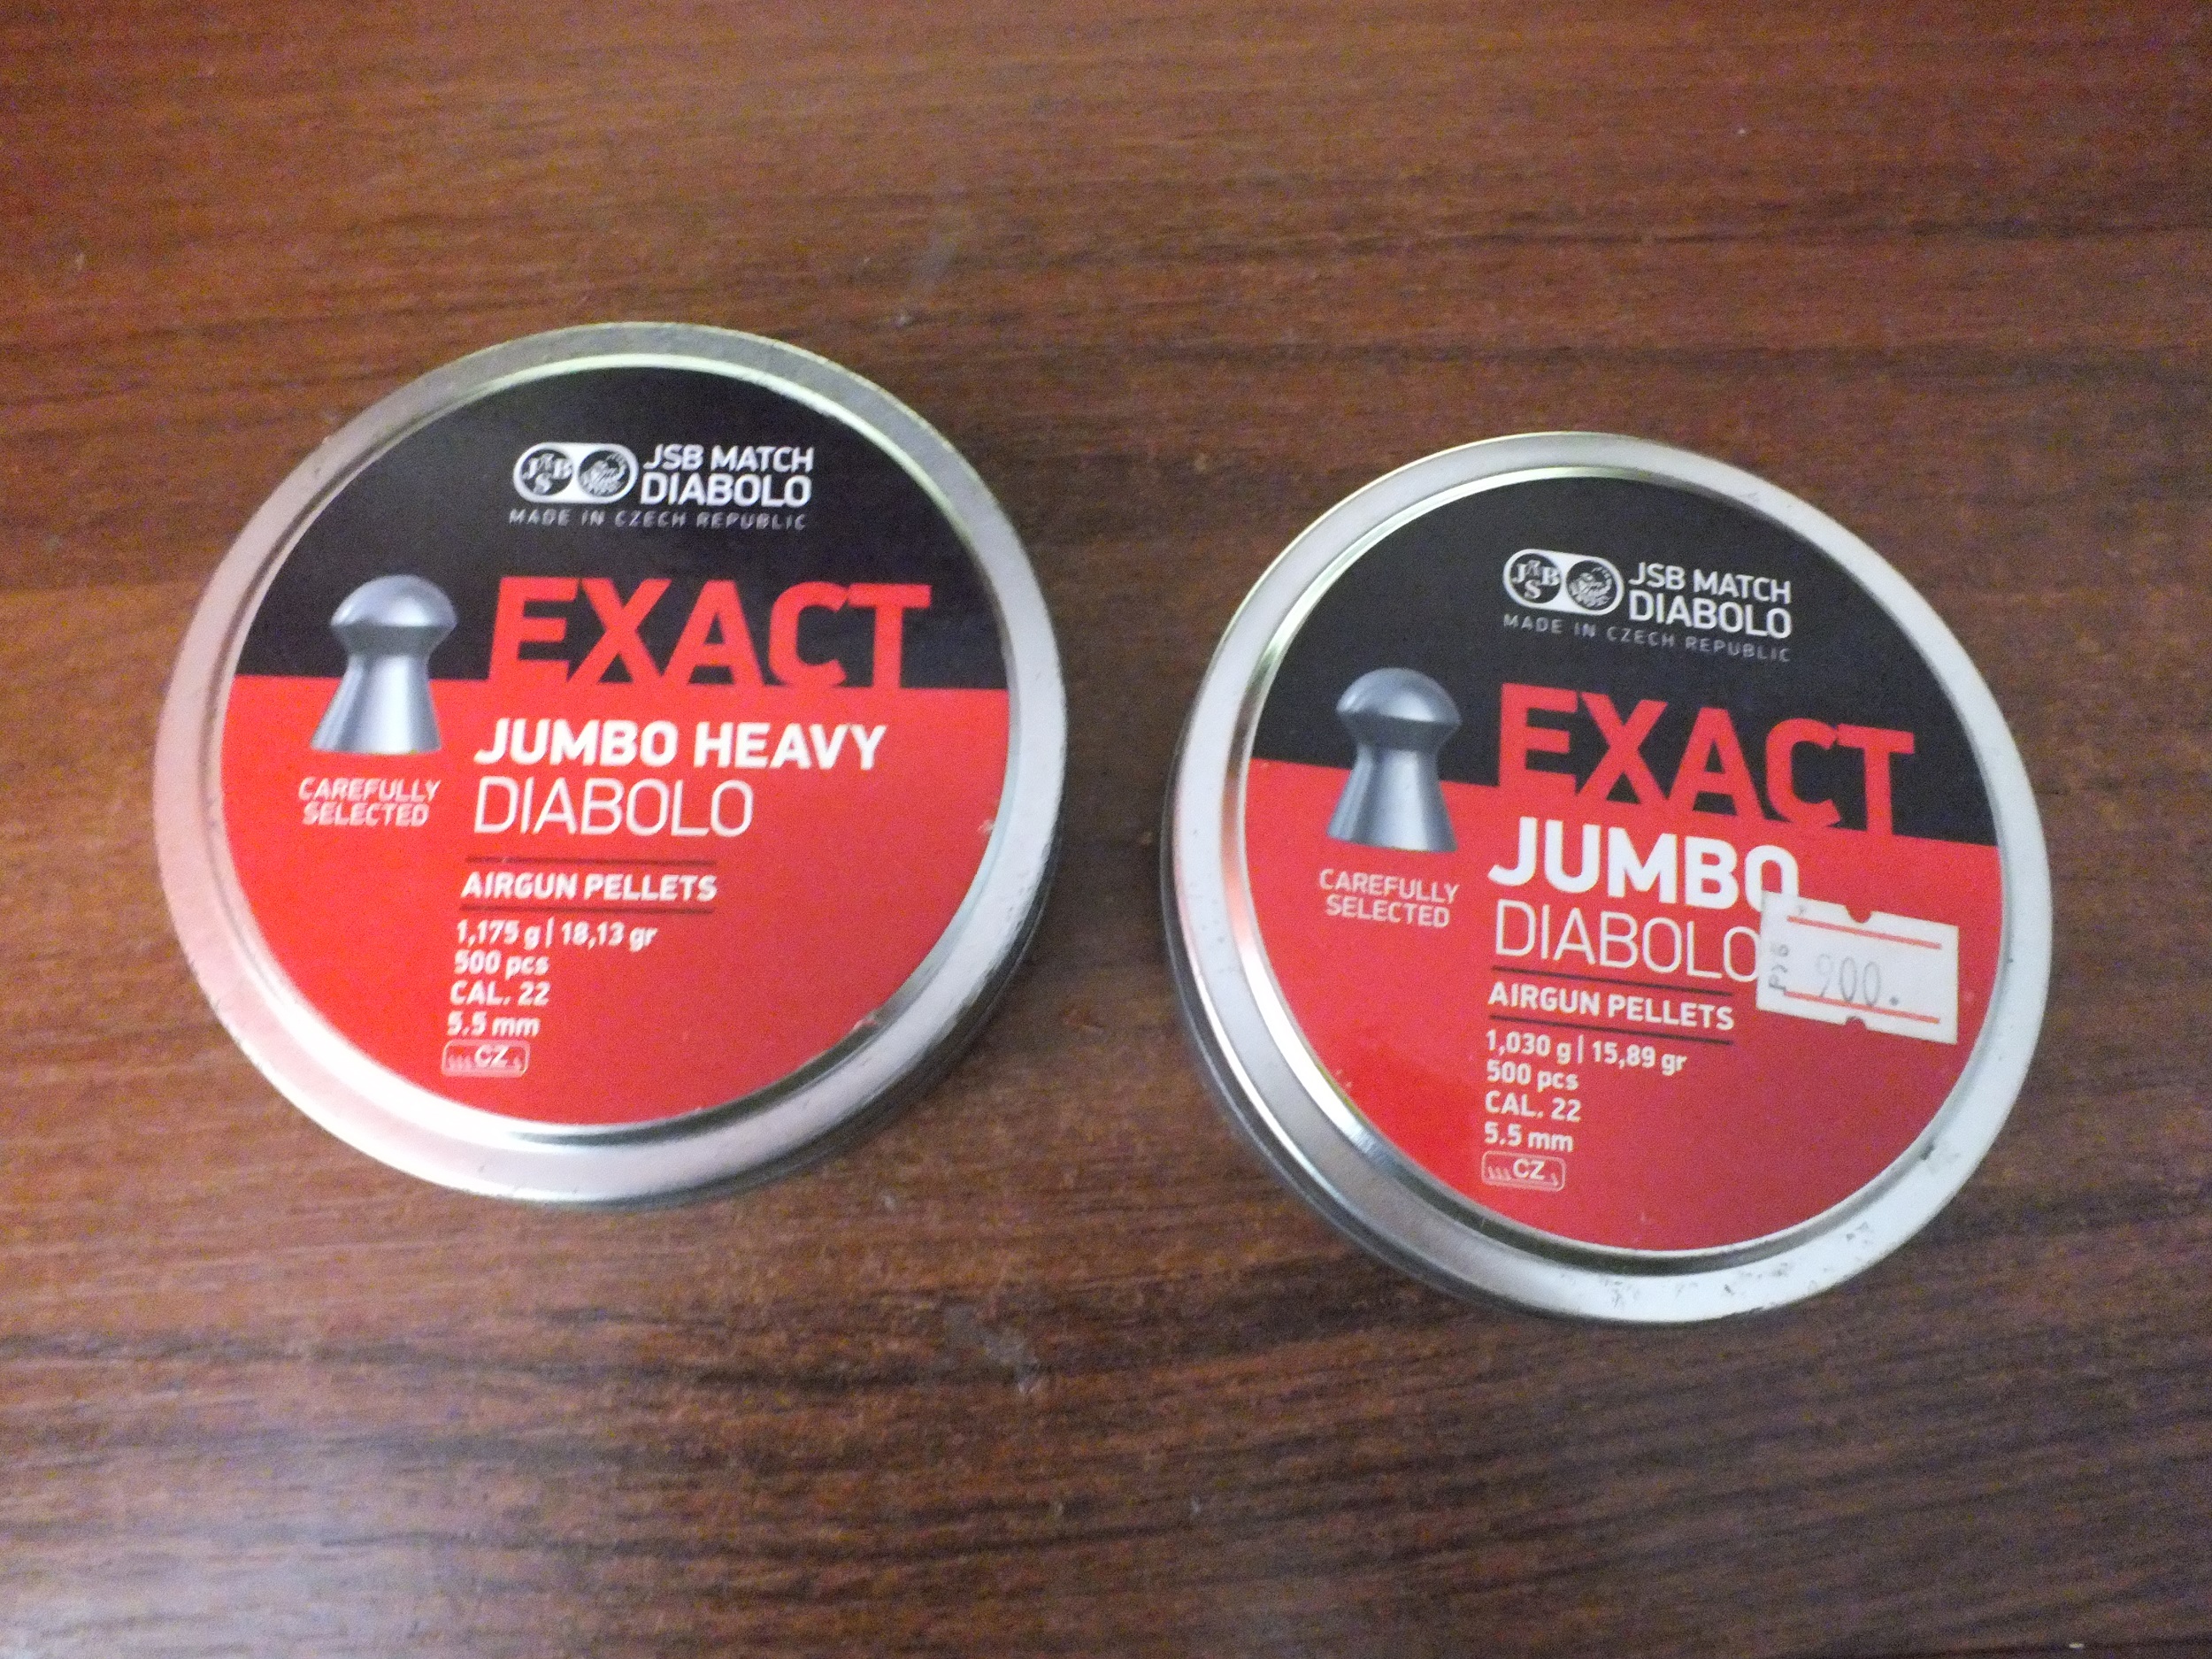 JSB
JSB MATCH
DIABOLO
MADE IN CZECH REPUBLIC
EXACT
JUMBO HEAVY
DIABOLO
CAREFULLY
SELECTED
AIRGUN PELLETS
1,175 g | 18,13 gr
500 pcs
CAL. 22
5.5 mm
CZ
JSB
JSB MATCH
DIABOLO
MADE IN CZECH REPUBLIC
EXACT
JUMBO
DIABOLO
CAREFULLY
SELECTED
900.
AIRGUN PELLETS
1,030 g | 15,89 gr
500 pcs
CAL. 22
5.5 mm
CZ